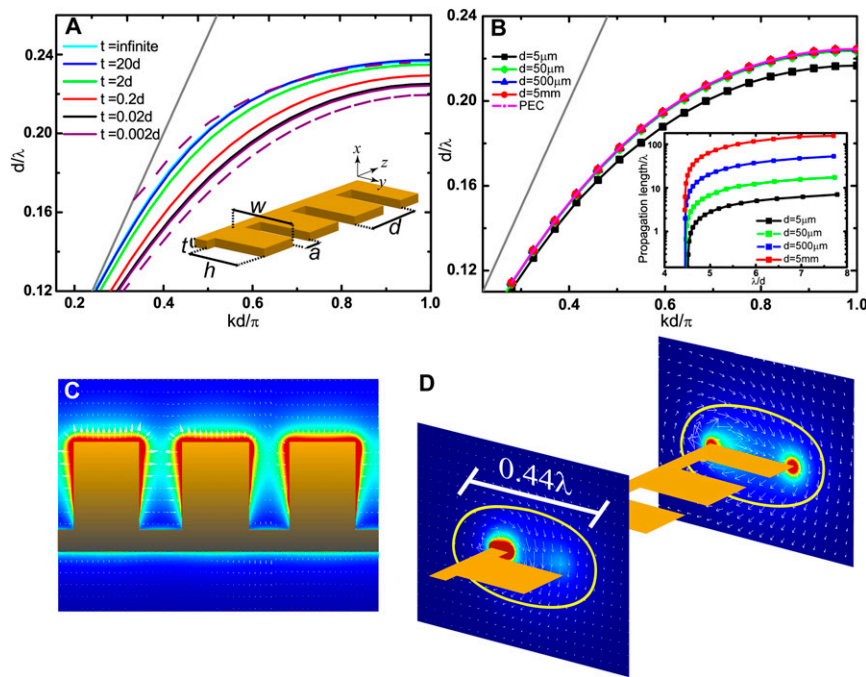 A
t =infinite
t =20d
t =2d
t =0.2d
t =0.02d
t =0.002d
x
z
y
w
d
a
t
h
0.24
0.20
0.16
0.12
d/λ
0.2 0.4 0.6 0.8 1.0
kd/π
B
d=5μm
d=50μm
d=500μm
d=5mm
PEC
0.24
0.20
0.16
0.12
d/λ
Propagation length/λ
100
10
1
d=5μm
d=50μm
d=500μm
d=5mm
4 5 6 7 8
λ/d
0.4 0.6 0.8 1.0
kd/π
C
D
0.44λ